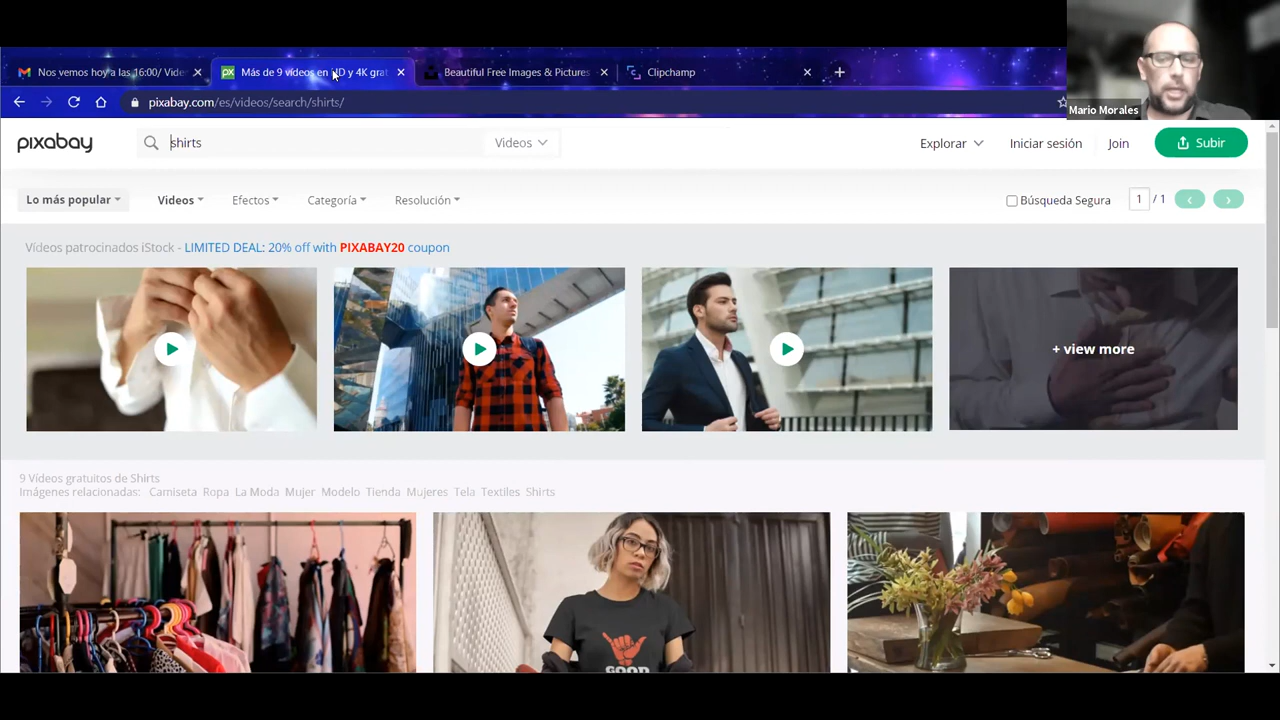 Nos vemos hoy a las 16:00/ Vide
Más de 9 vídeos en HD y 4K grat
Beautiful Free Images & Pictures
Clipchamp
pixabay.com/es/videos/search/shirts/
Mario Morales
pixabay
shirts
Videos
Explorar
Iniciar sesión
Join
Subir
Lo más popular
Videos
Efectos
Categoría
Resolución
Búsqueda Segura
1 / 1
Vídeos patrocinados iStock - LIMITED DEAL: 20% off with PIXABAY20 coupon
+ view more
9 Vídeos gratuitos de Shirts
Imágenes relacionadas: Camiseta Ropa La Moda Mujer Modelo Tienda Mujeres Tela Textiles Shirts
GOOD